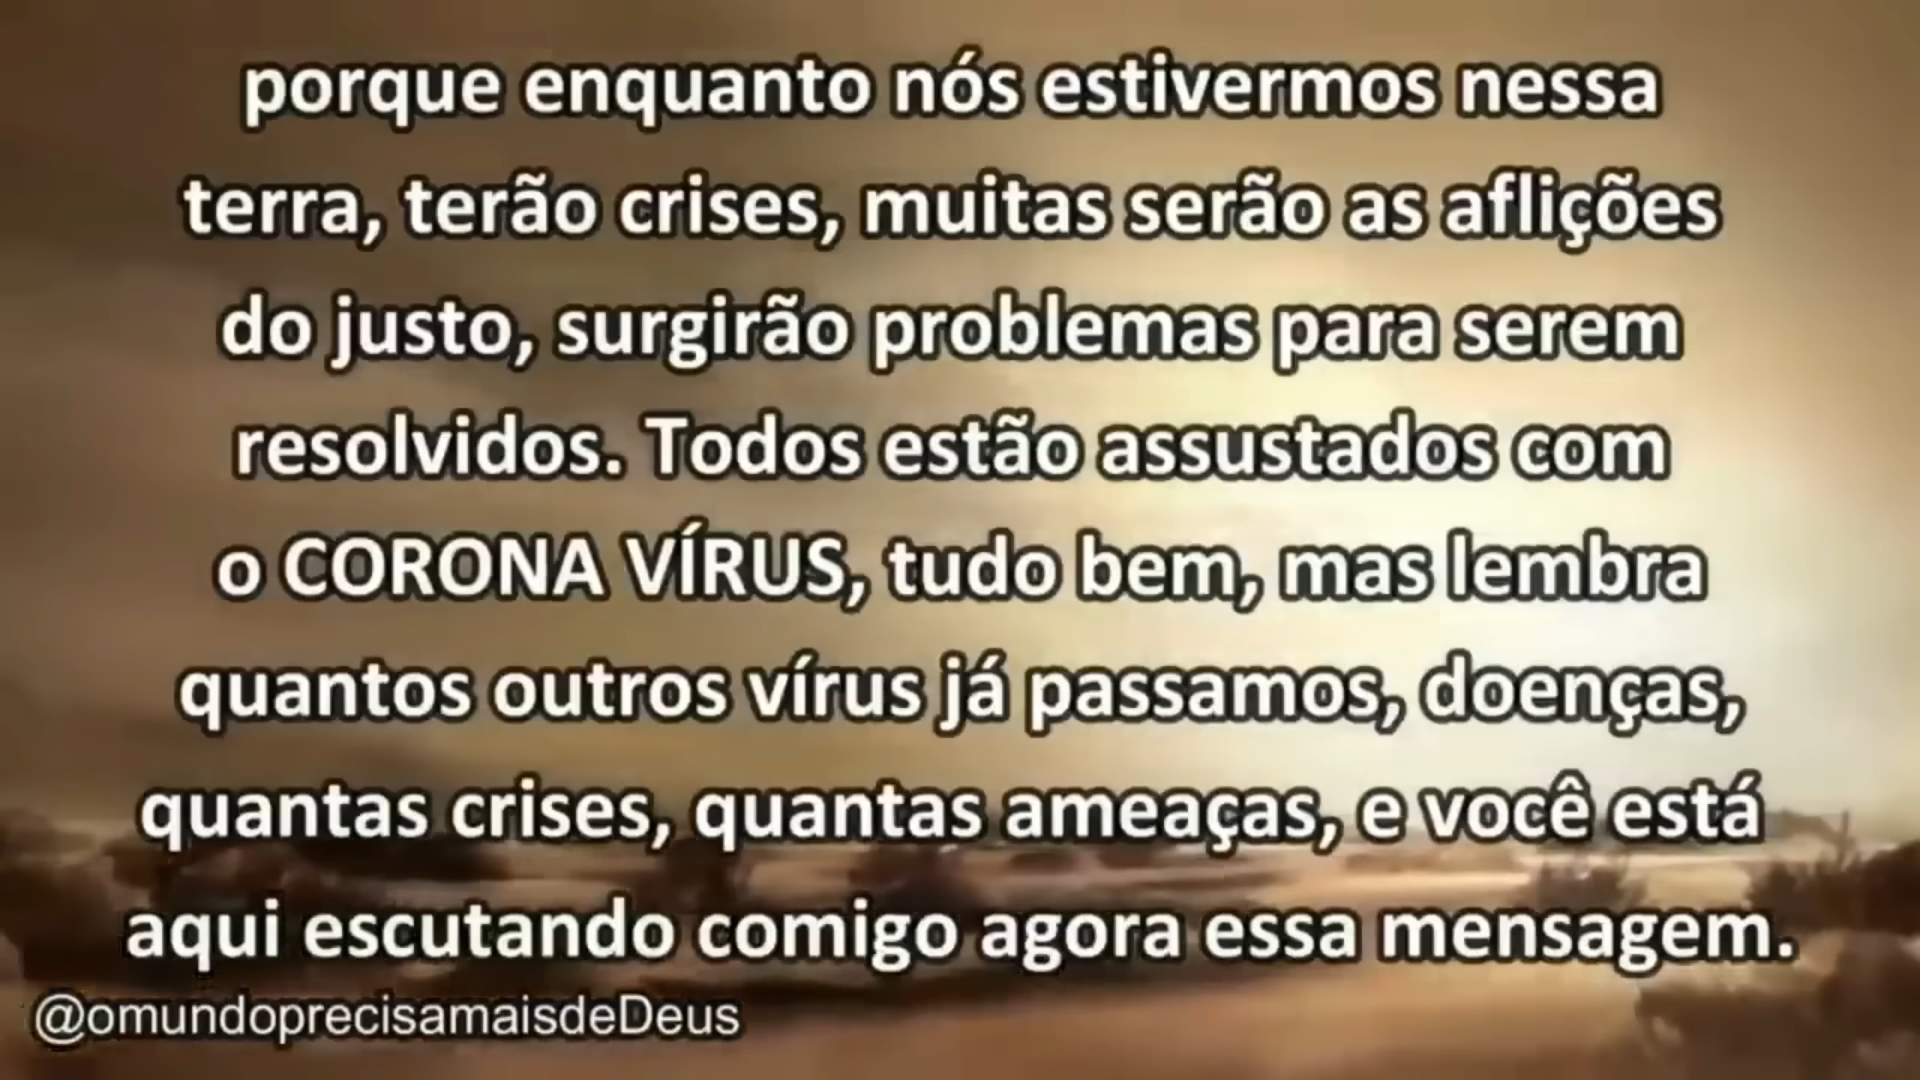 porque enquanto nós estivermos nessa
terra, terão crises, muitas serão as aflições
do justo, surgirão problemas para serem
resolvidos. Todos estão assustados com
o CORONA VÍRUS, tudo bem, mas lembra
quantos outros vírus já passamos, doenças,
quantas crises, quantas ameaças, e você está
aqui escutando comigo agora essa mensagem.
@omundoprecisamaisdeDeus